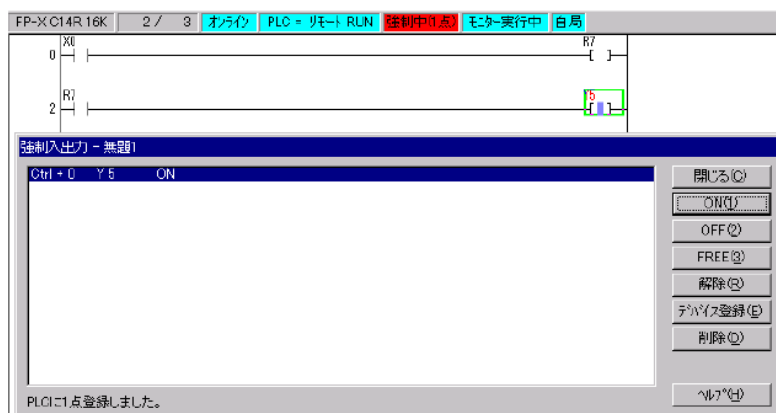 FP-X C14R 16K 2 / 3 オンライン PLC = リモート RUN 強制中(1点) モニター実行中 自局
X0 R7
0
R7 Y5
2
強制入出力 - 無題1
Ctrl + 0 Y 5 ON
閉じる(C)
ON(1)
OFF(2)
FREE(3)
解除(R)
デバイス登録(E)
削除(D)
ヘルプ(H)
PLCに1点登録しました。